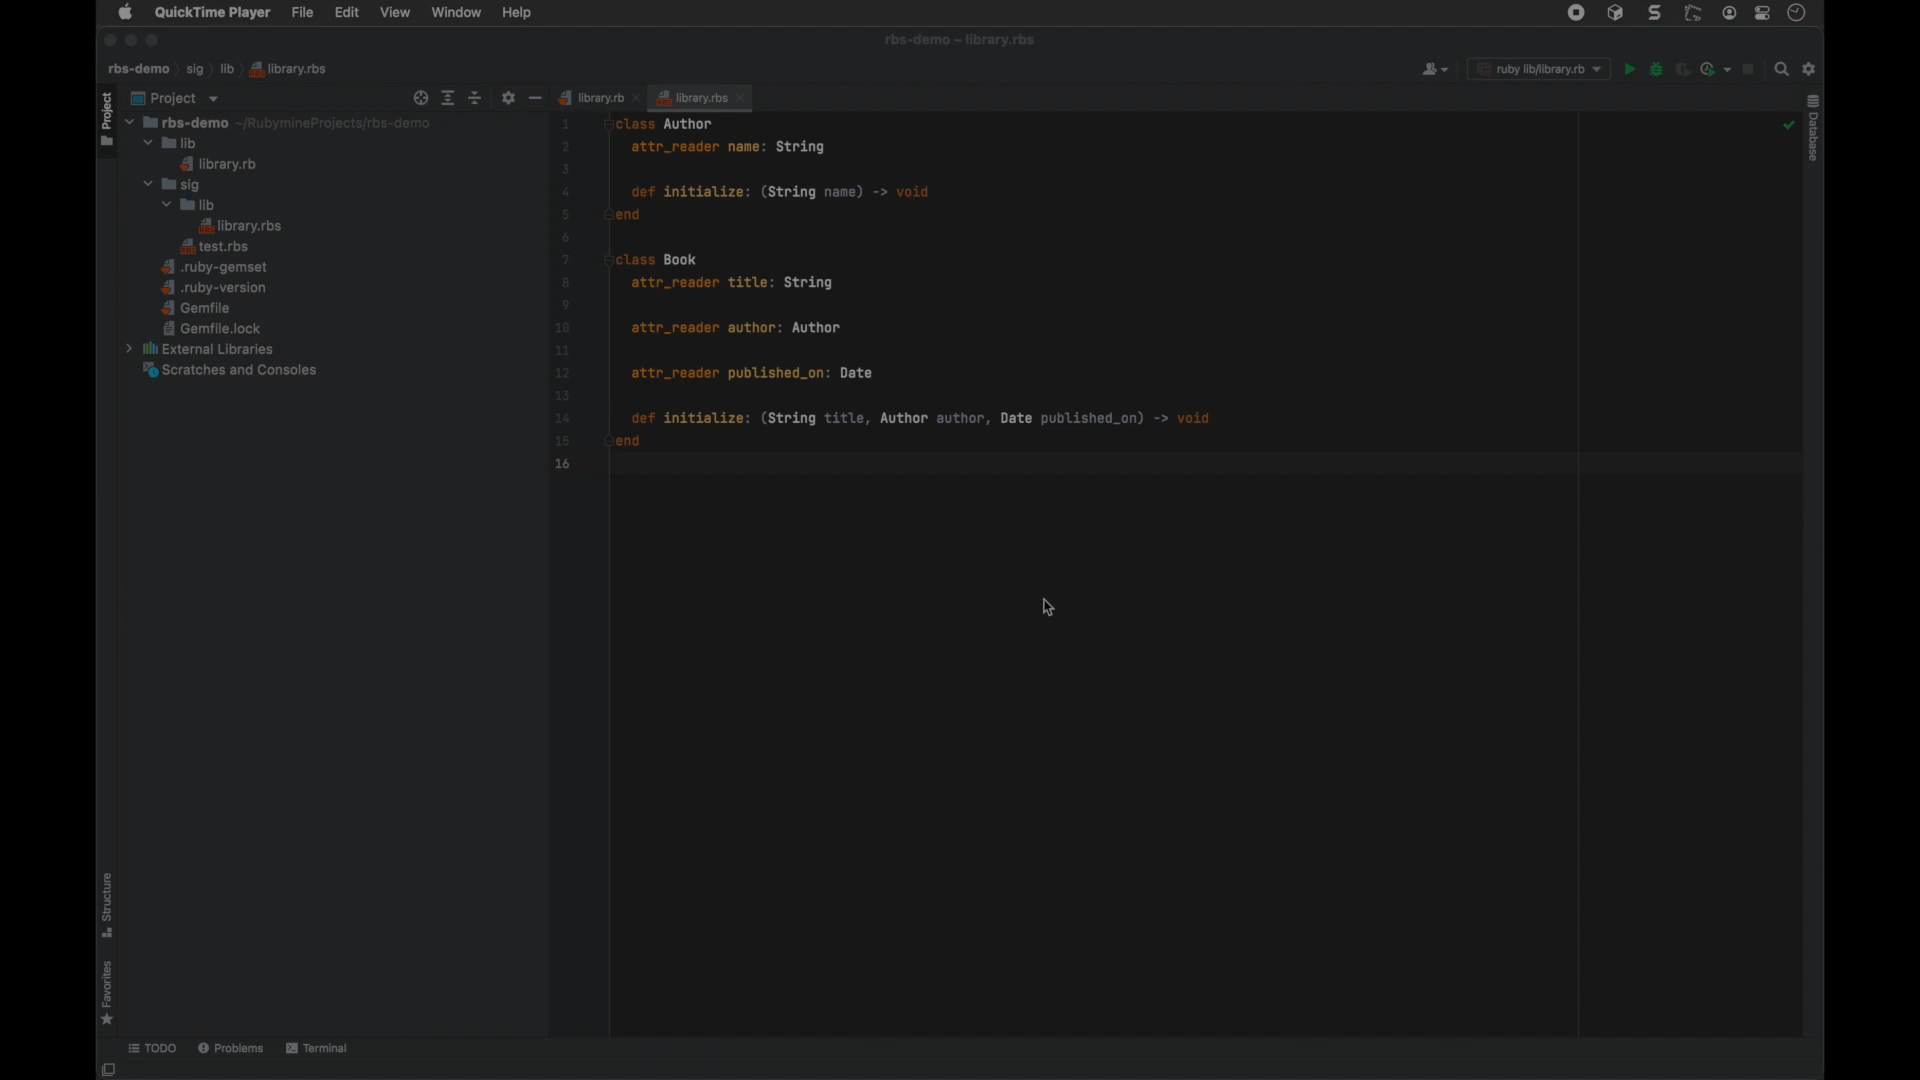 QuickTime Player File Edit View Window Help
rbs-demo – library.rbs
rbs-demo sig lib library.rbs
ruby lib/library.rb
Project
library.rb
library.rbs
Project
rbs-demo ~/RubymineProjects/rbs-demo
lib
library.rb
sig
lib
library.rbs
test.rbs
.ruby-gemset
.ruby-version
Gemfile
Gemfile.lock
External Libraries
Scratches and Consoles
1 class Author
2 attr_reader name: String
3
4 def initialize: (String name) -> void
5 end
6
7 class Book
8 attr_reader title: String
9
10 attr_reader author: Author
11
12 attr_reader published_on: Date
13
14 def initialize: (String title, Author author, Date published_on) -> void
15 end
16
Database
Structure
Favorites
TODO Problems Terminal